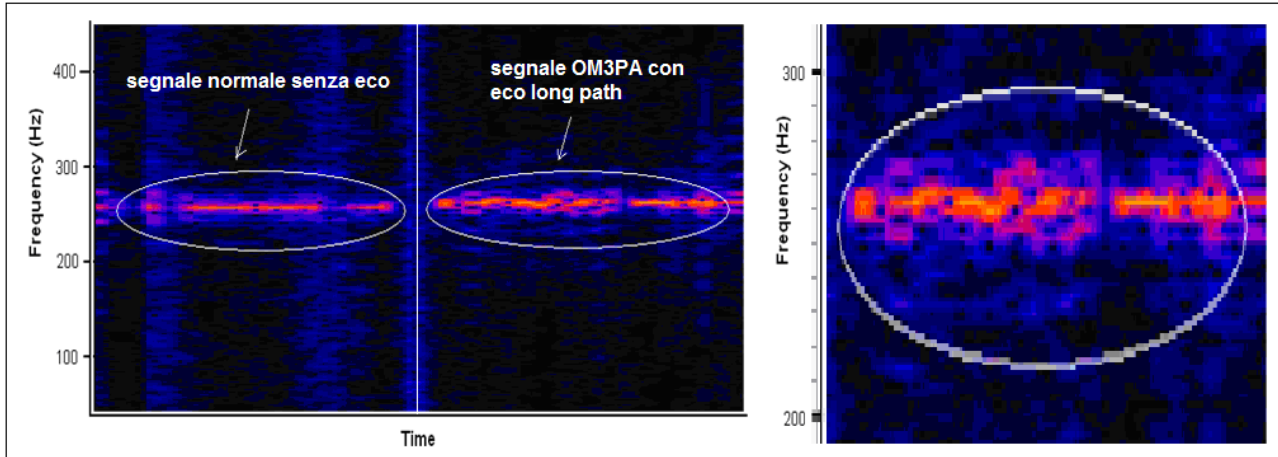 segnale normale senza eco
segnale OM3PA con
eco long path
400
300
200
100
Frequency (Hz)
Time
300
200
Frequency (Hz)